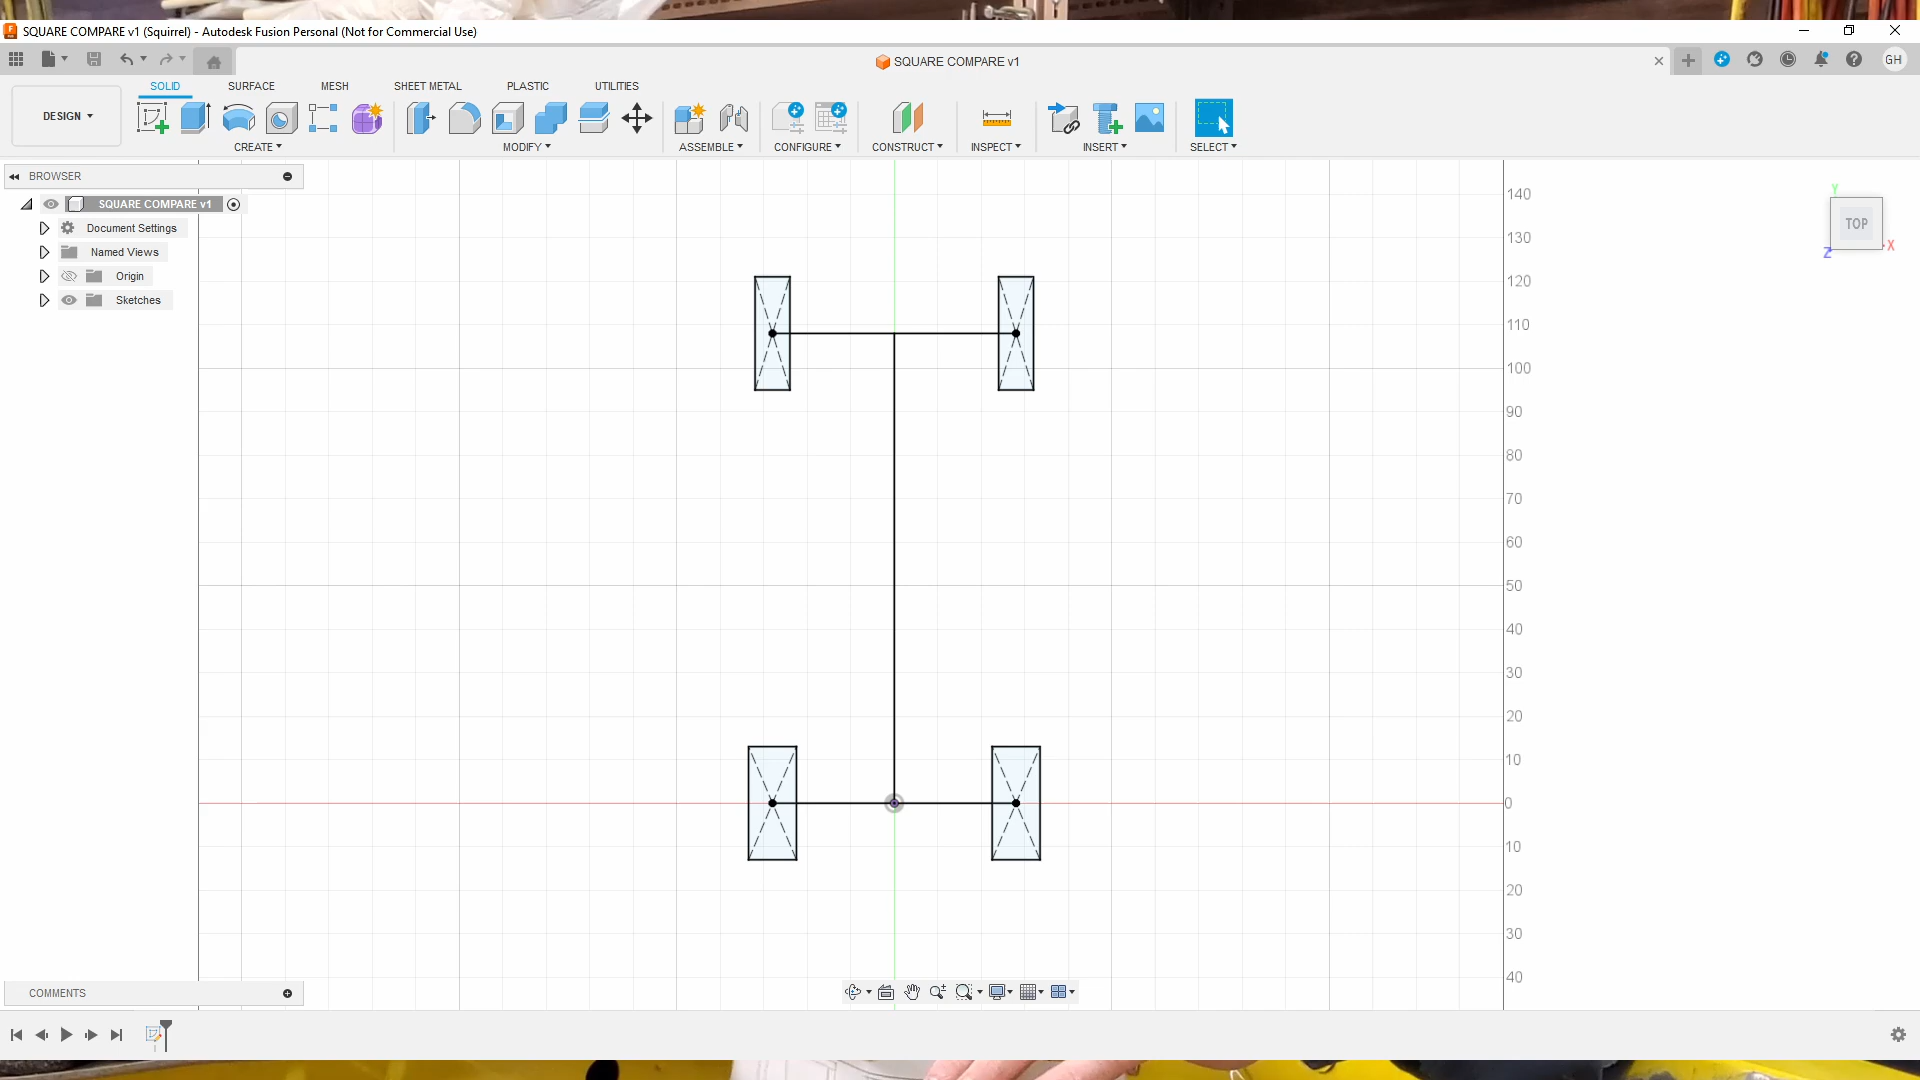 SQUARE COMPARE v1 (Squirrel) - Autodesk Fusion Personal (Not for Commercial Use)
SQUARE COMPARE v1
GH
DESIGN
SOLID SURFACE MESH SHEET METAL PLASTIC UTILITIES
CREATE MODIFY ASSEMBLE CONFIGURE CONSTRUCT INSPECT INSERT SELECT
BROWSER
SQUARE COMPARE v1
Document Settings
Named Views
Origin
Sketches
140
130
120
110
100
90
80
70
60
50
40
30
20
10
0
10
20
30
40
Y
TOP
X
Z
COMMENTS